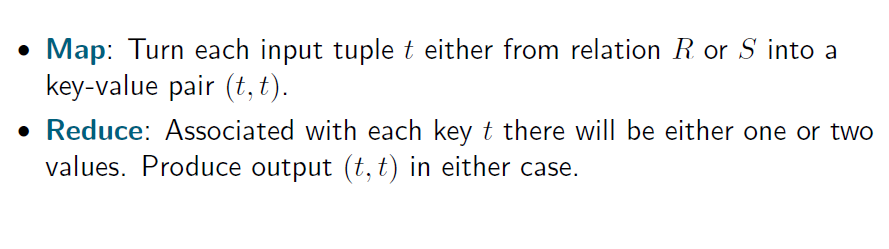 • Map: Turn each input tuple t either from relation R or S into a
key-value pair (t, t).
• Reduce: Associated with each key t there will be either one or two
values. Produce output (t, t) in either case.